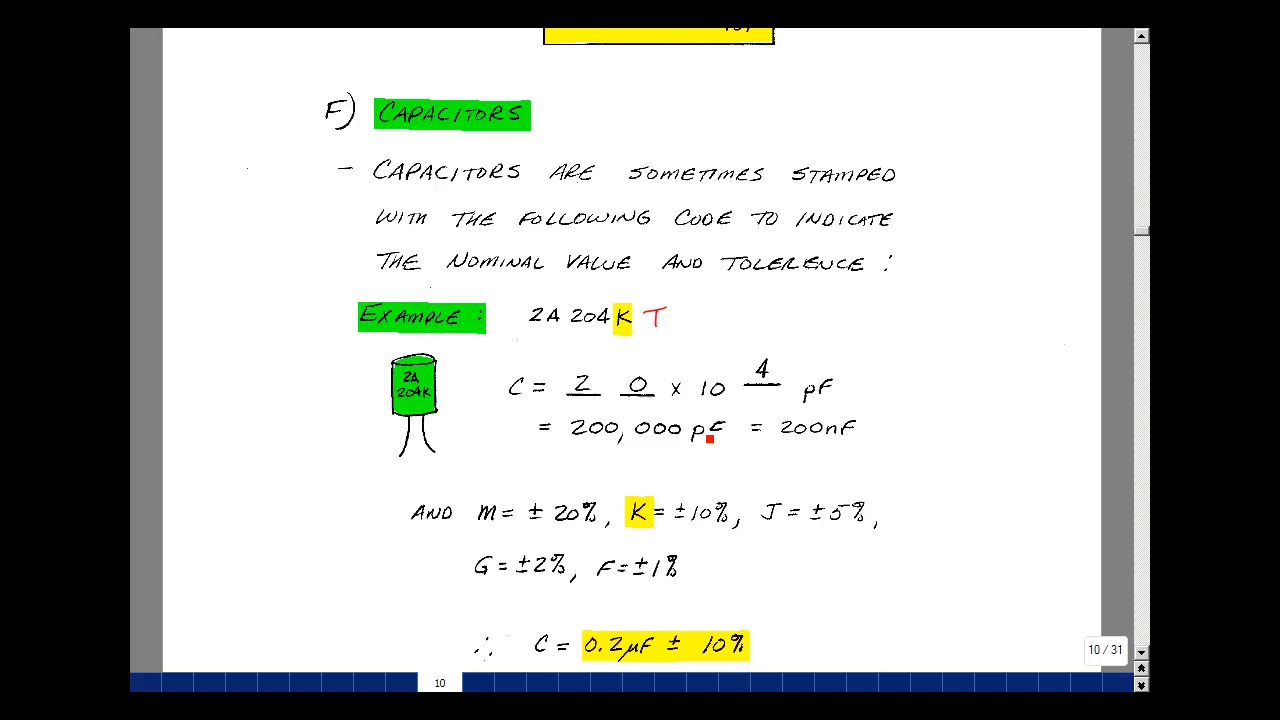 F) CAPACITORS
- CAPACITORS ARE SOMETIMES STAMPED
WITH THE FOLLOWING CODE TO INDICATE
THE NOMINAL VALUE AND TOLERENCE :
EXAMPLE : 2A 204 K T
2A
204K
C = 2 0 x 10 4 pF
= 200,000 pF = 200nF
AND M = ± 20%, K = ±10%, J = ±5%,
G = ±2%, F = ±1%
∴ C = 0.2µF ± 10%
10 / 31
10